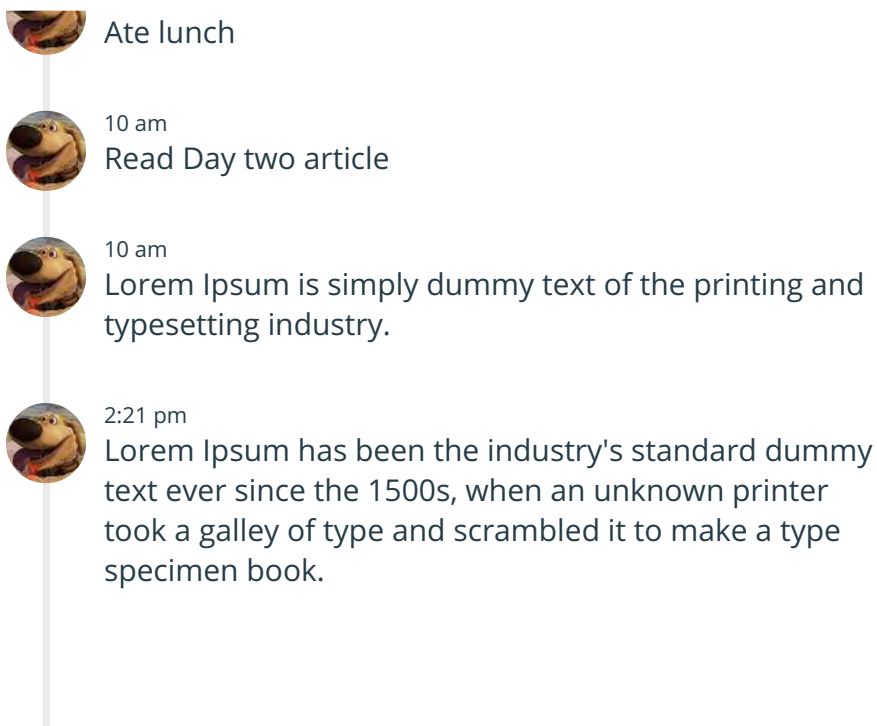 Ate lunch
10 am
Read Day two article
10 am
Lorem Ipsum is simply dummy text of the printing and
typesetting industry.
2:21 pm
Lorem Ipsum has been the industry's standard dummy
text ever since the 1500s, when an unknown printer
took a galley of type and scrambled it to make a type
specimen book.